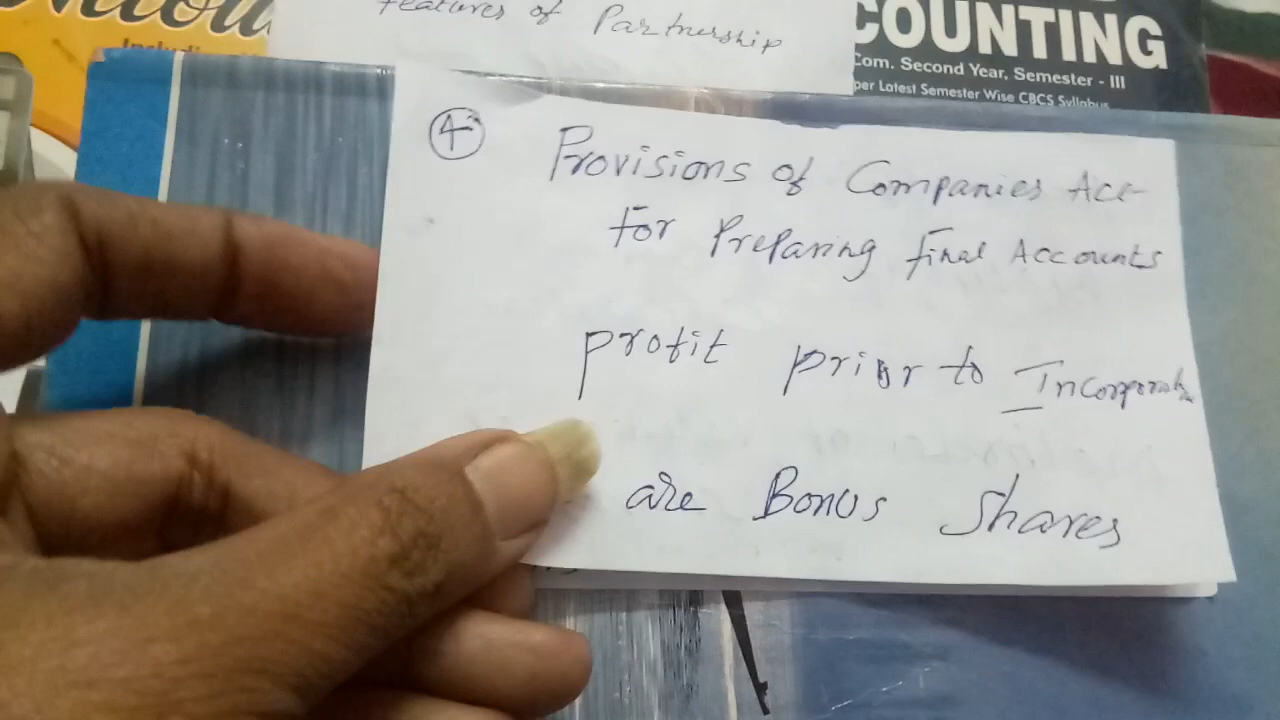 Features of Partnership
COUNTING
Com. Second Year, Semester - III
per Latest Semester Wise CBCS Syllabus
4
Provisions of Companies Act
for Preparing final Accounts
profit prior to
are Bonus Shares